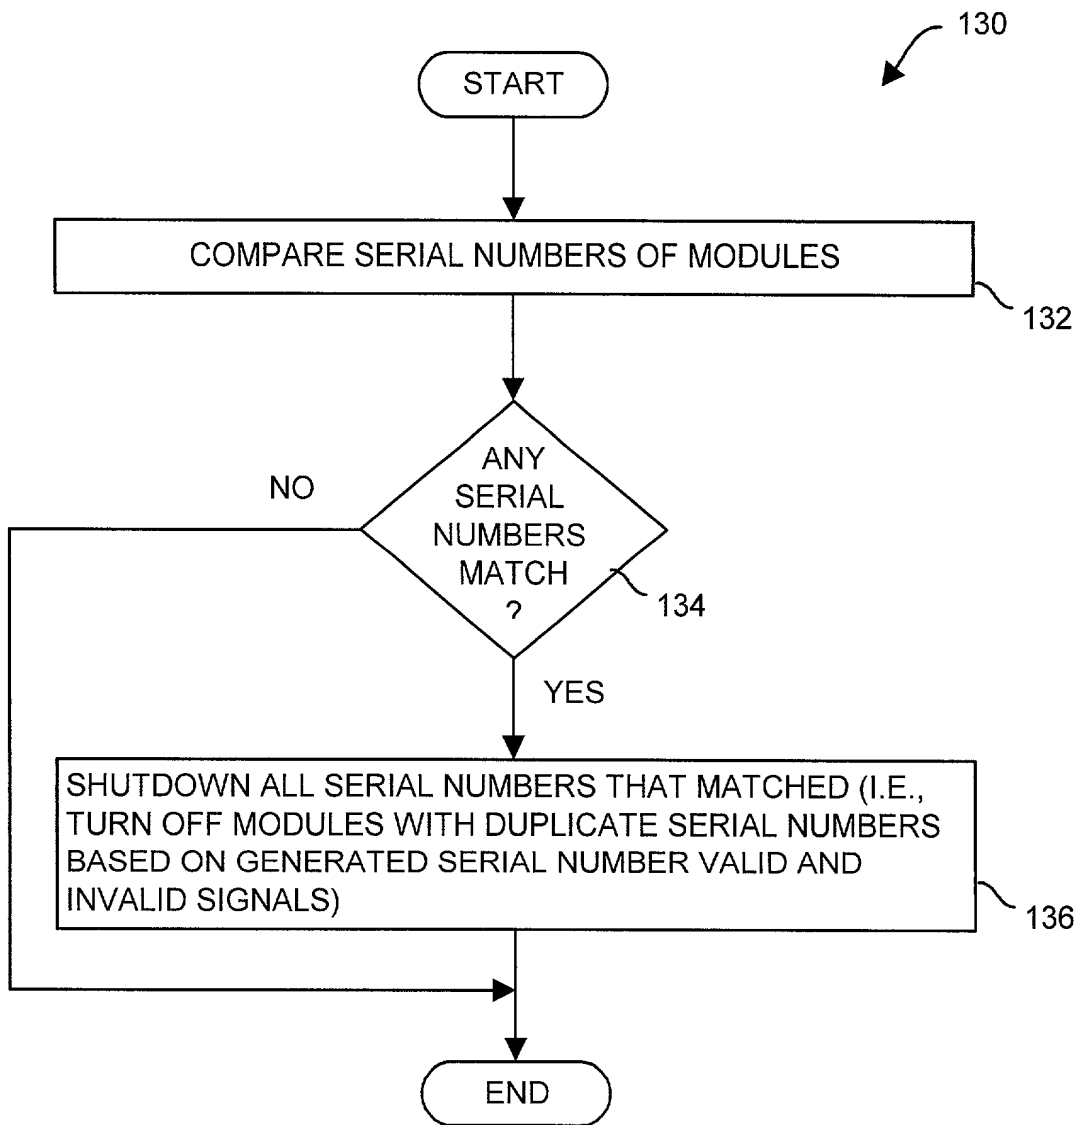 130
START
COMPARE SERIAL NUMBERS OF MODULES
132
ANY
SERIAL
NUMBERS
MATCH
?
134
NO
YES
SHUTDOWN ALL SERIAL NUMBERS THAT MATCHED (I.E.,
TURN OFF MODULES WITH DUPLICATE SERIAL NUMBERS
BASED ON GENERATED SERIAL NUMBER VALID AND
INVALID SIGNALS)
136
END